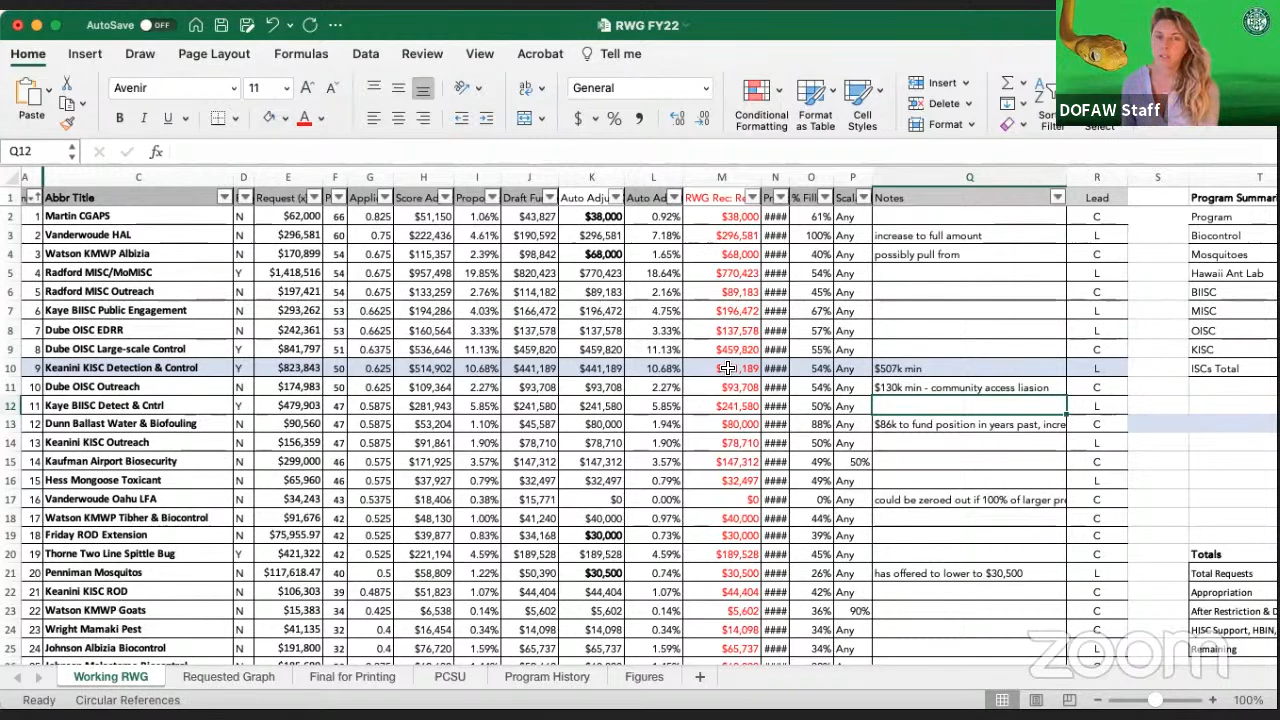 AutoSave OFF RWG FY22
Home Insert Draw Page Layout Formulas Data Review View Acrobat Tell me
Paste Avenir 11 General Conditional Formatting Format as Table Cell Styles Insert Delete Format
B I U $ % Filter Select
DOFAW Staff
Q12 fx
A C D E F G H I J K L M N O P Q R S T
1 Abbr Title Request (x Appli Score Ad Propo Draft Fu Auto Adju Auto Ad RWG Rec: Re Pr % Fill Scal Notes Lead Program Summar
2 1 Martin CGAPS N $62,000 66 0.825 $51,150 1.06% $43,827 $38,000 0.92% $38,000 #### 61% Any C Program
3 2 Vanderwoude HAL N $296,581 60 0.75 $222,436 4.61% $190,592 $296,581 7.18% $296,581 #### 100% Any increase to full amount L Biocontrol
4 3 Watson KMWP Albizia N $170,899 54 0.675 $115,357 2.39% $98,842 $68,000 1.65% $68,000 #### 40% Any possibly pull from C Mosquitoes
5 4 Radford MISC/MoMISC Y $1,418,516 54 0.675 $957,498 19.85% $820,423 $770,423 18.64% $770,423 #### 54% Any L Hawaii Ant Lab
6 5 Radford MISC Outreach N $197,421 54 0.675 $133,259 2.76% $114,182 $89,183 2.16% $89,183 #### 45% Any C BIISC
7 6 Kaye BIISC Public Engagement N $293,262 53 0.6625 $194,286 4.03% $166,472 $196,472 4.75% $196,472 #### 67% Any L MISC
8 7 Dube OISC EDRR N $242,361 53 0.6625 $160,564 3.33% $137,578 $137,578 3.33% $137,578 #### 57% Any L OISC
9 8 Dube OISC Large-scale Control Y $841,797 51 0.6375 $536,646 11.13% $459,820 $459,820 11.13% $459,820 #### 55% Any C KISC
10 9 Keanini KISC Detection & Control Y $823,843 50 0.625 $514,902 10.68% $441,189 $441,189 10.68% #### 54% Any $507k min L ISCs Total
11 10 Dube OISC Outreach N $174,983 50 0.625 $109,364 2.27% $93,708 $93,708 2.27% $93,708 #### 54% Any $130k min - community access liasion C
12 11 Kaye BIISC Detect & Cntrl Y $479,903 47 0.5875 $281,943 5.85% $241,580 $241,580 5.85% $241,580 #### 50% Any L
13 12 Dunn Ballast Water & Biofouling N $90,560 47 0.5875 $53,204 1.10% $45,587 $80,000 1.94% $80,000 #### 88% Any $86k to fund position in years past, incre C
14 13 Keanini KISC Outreach N $156,359 47 0.5875 $91,861 1.90% $78,710 $78,710 1.90% $78,710 #### 50% Any L
15 14 Kaufman Airport Biosecurity N $299,000 46 0.575 $171,925 3.57% $147,312 $147,312 3.57% $147,312 #### 49% 50% C
16 15 Hess Mongoose Toxicant N $65,960 46 0.575 $37,927 0.79% $32,497 $32,497 0.79% $32,497 #### 49% Any L
17 16 Vanderwoude Oahu LFA N $34,243 43 0.5375 $18,406 0.38% $15,771 $0 0.00% $0 #### 0% Any could be zeroed out if 100% of larger pr C
18 17 Watson KMWP Tibher & Biocontrol N $91,676 42 0.525 $48,130 1.00% $41,240 $40,000 0.97% $40,000 #### 44% Any C
19 18 Friday ROD Extension N $75,955.97 42 0.525 $39,877 0.83% $34,168 $30,000 0.73% $30,000 #### 39% Any C
20 19 Thorne Two Line Spittle Bug Y $421,322 42 0.525 $221,194 4.59% $189,528 $189,528 4.59% $189,528 #### 45% Any C Totals
21 20 Penniman Mosquitos N $117,618.47 40 0.5 $58,809 1.22% $50,390 $30,500 0.74% $30,500 #### 26% Any has offered to lower to $30,500 L Total Requests
22 21 Keanini KISC ROD N $106,303 39 0.4875 $51,823 1.07% $44,404 $44,404 1.07% $44,404 #### 42% Any C Appropriation
23 22 Watson KMWP Goats N $15,383 34 0.425 $6,538 0.14% $5,602 $5,602 0.14% $5,602 #### 36% 90% C After Restriction & D
24 23 Wright Mamaki Pest N $41,135 32 0.4 $16,454 0.34% $14,098 $14,098 0.34% $14,098 #### 34% Any C HISC Support, HBIN,
25 24 Johnson Albizia Biocontrol N $191,800 32 0.4 $76,720 1.59% $65,737 $65,737 1.59% $65,737 #### 34% Any C Remaining
zoom
Working RWG Requested Graph Final for Printing PCSU Program History Figures +
Ready Circular References 100%